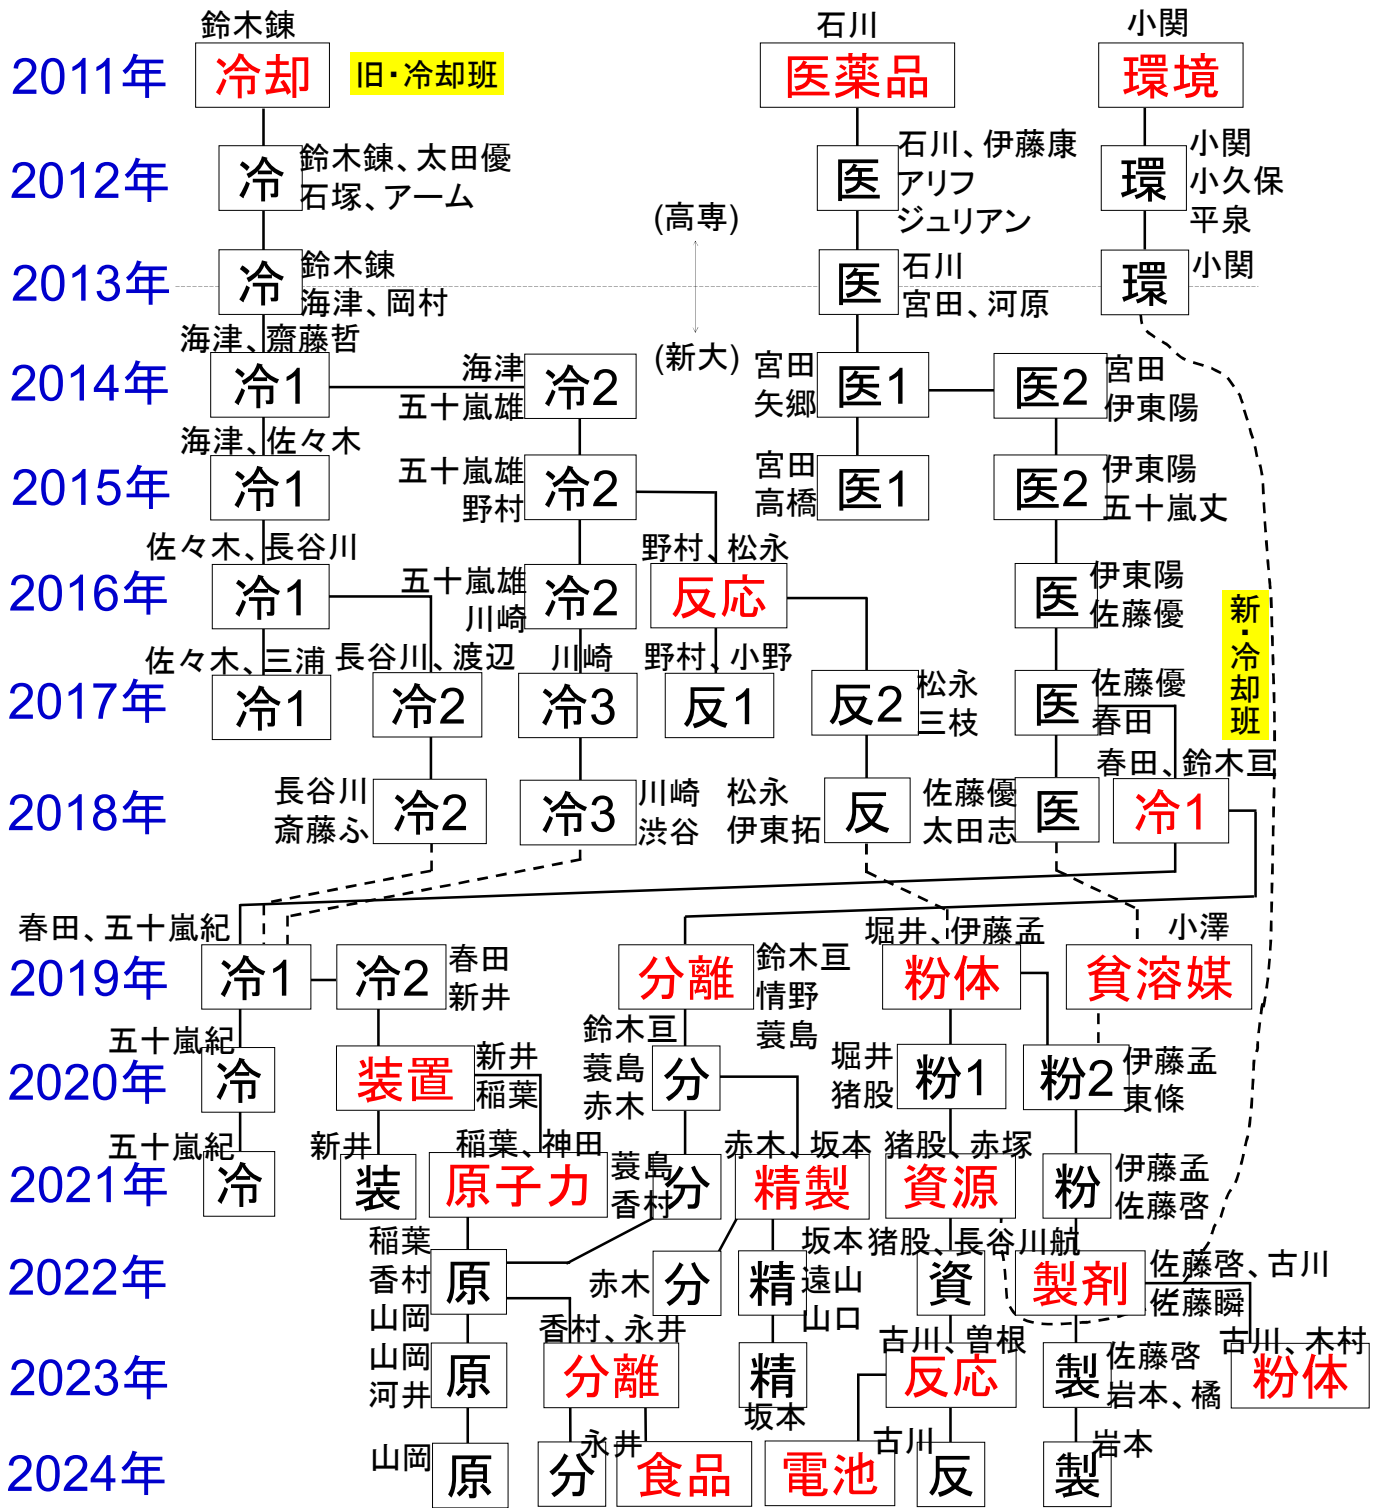 鈴木錬
石川
小関
2011年
冷却
旧・冷却班
医薬品
環境
2012年
冷
鈴木錬、太田優
石塚、アーム
医
石川、伊藤康
アリフ
ジュリアン
環
小関
小久保
平泉
(高専)
2013年
冷
鈴木錬
海津、岡村
医
石川
宮田、河原
環
小関
(新大)
海津、齋藤哲
2014年
冷1
海津
五十嵐雄
冷2
宮田
矢郷
医1
医2
宮田
伊東陽
海津、佐々木
2015年
冷1
五十嵐雄
野村
冷2
宮田
高橋
医1
医2
伊東陽
五十嵐丈
佐々木、長谷川
2016年
冷1
五十嵐雄
川崎
冷2
野村、松永
反応
医
伊東陽
佐藤優
新・冷却班
佐々木、三浦
長谷川、渡辺
川崎
野村、小野
2017年
冷1
冷2
冷3
反1
反2
松永
三枝
医
佐藤優
春田
春田、鈴木亘
2018年
長谷川
斎藤ふ
冷2
冷3
川崎
渋谷
松永
伊東拓
反
佐藤優
太田志
医
冷1
春田、五十嵐紀
堀井、伊藤孟
小澤
2019年
冷1
冷2
春田
新井
分離
鈴木亘
情野
蓑島
粉体
貧溶媒
五十嵐紀
2020年
冷
装置
新井
稲葉
鈴木亘
蓑島
赤木
分
堀井
猪股
粉1
粉2
伊藤孟
東條
五十嵐紀
新井
稲葉、神田
赤木、坂本
猪股、赤塚
2021年
冷
装
原子力
蓑島
香村
分
精製
資源
粉
伊藤孟
佐藤啓
2022年
稲葉
香村
山岡
原
赤木
分
精
坂本
遠山
山口
猪股、長谷川航
資
製剤
佐藤啓、古川
佐藤瞬
香村、永井
古川、曽根
古川、木村
2023年
山岡
河井
原
分離
精
坂本
反応
製
佐藤啓
岩本、橘
粉体
2024年
山岡
原
分
永井
食品
電池
古川
反
製
岩本